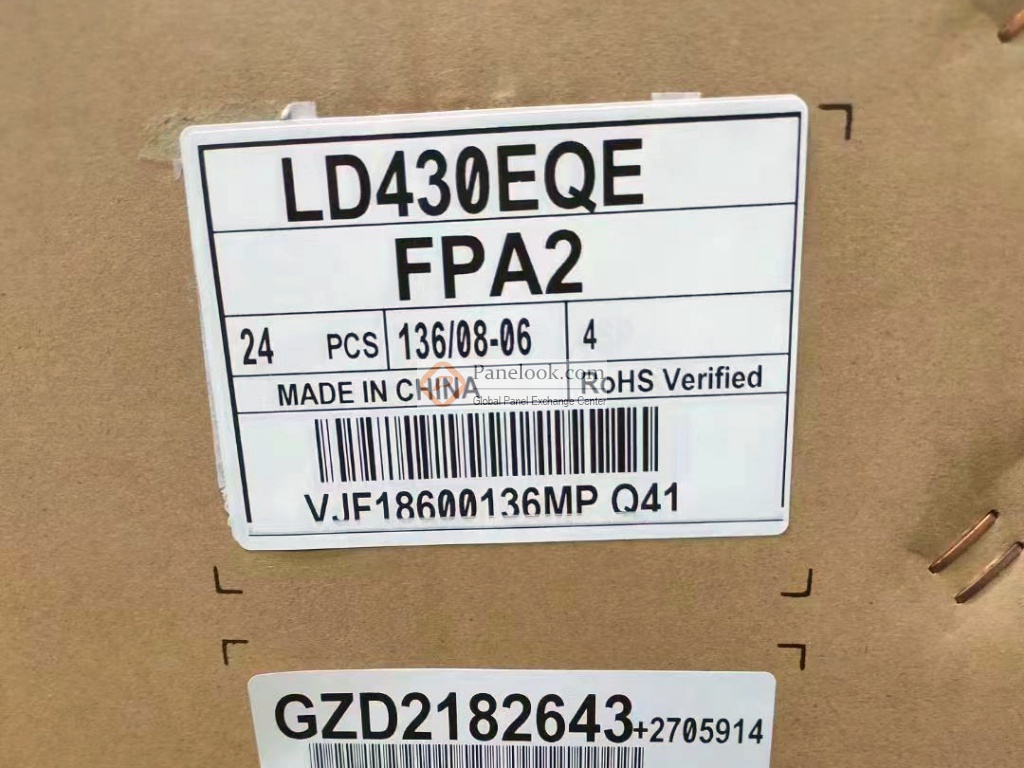 LD430EQE
FPA2
24 PCS 136/08-06 4
MADE IN CHINA RoHS Verified
Panelook.com
Global Panel Exchange Center
VJF18600136MP Q41
GZD2182643+2705914